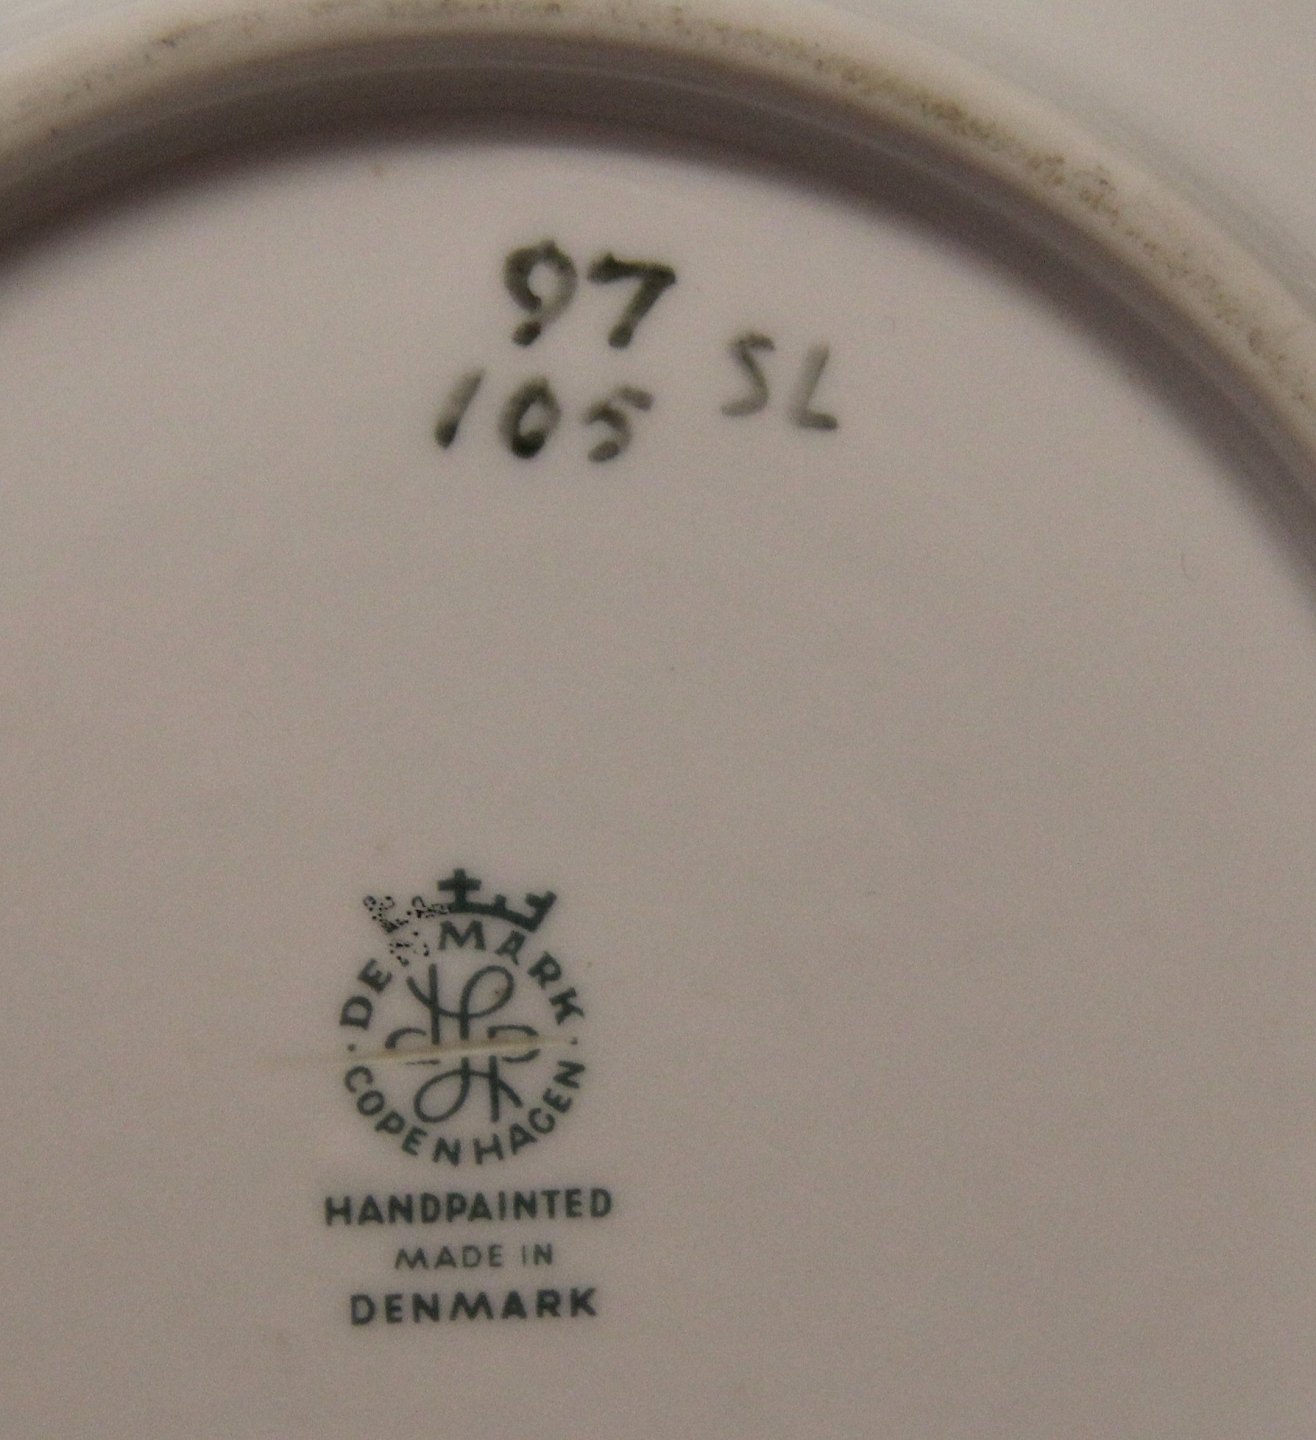 97
105 SL
DENMARK
COPENHAGEN
HANDPAINTED
MADE IN
DENMARK